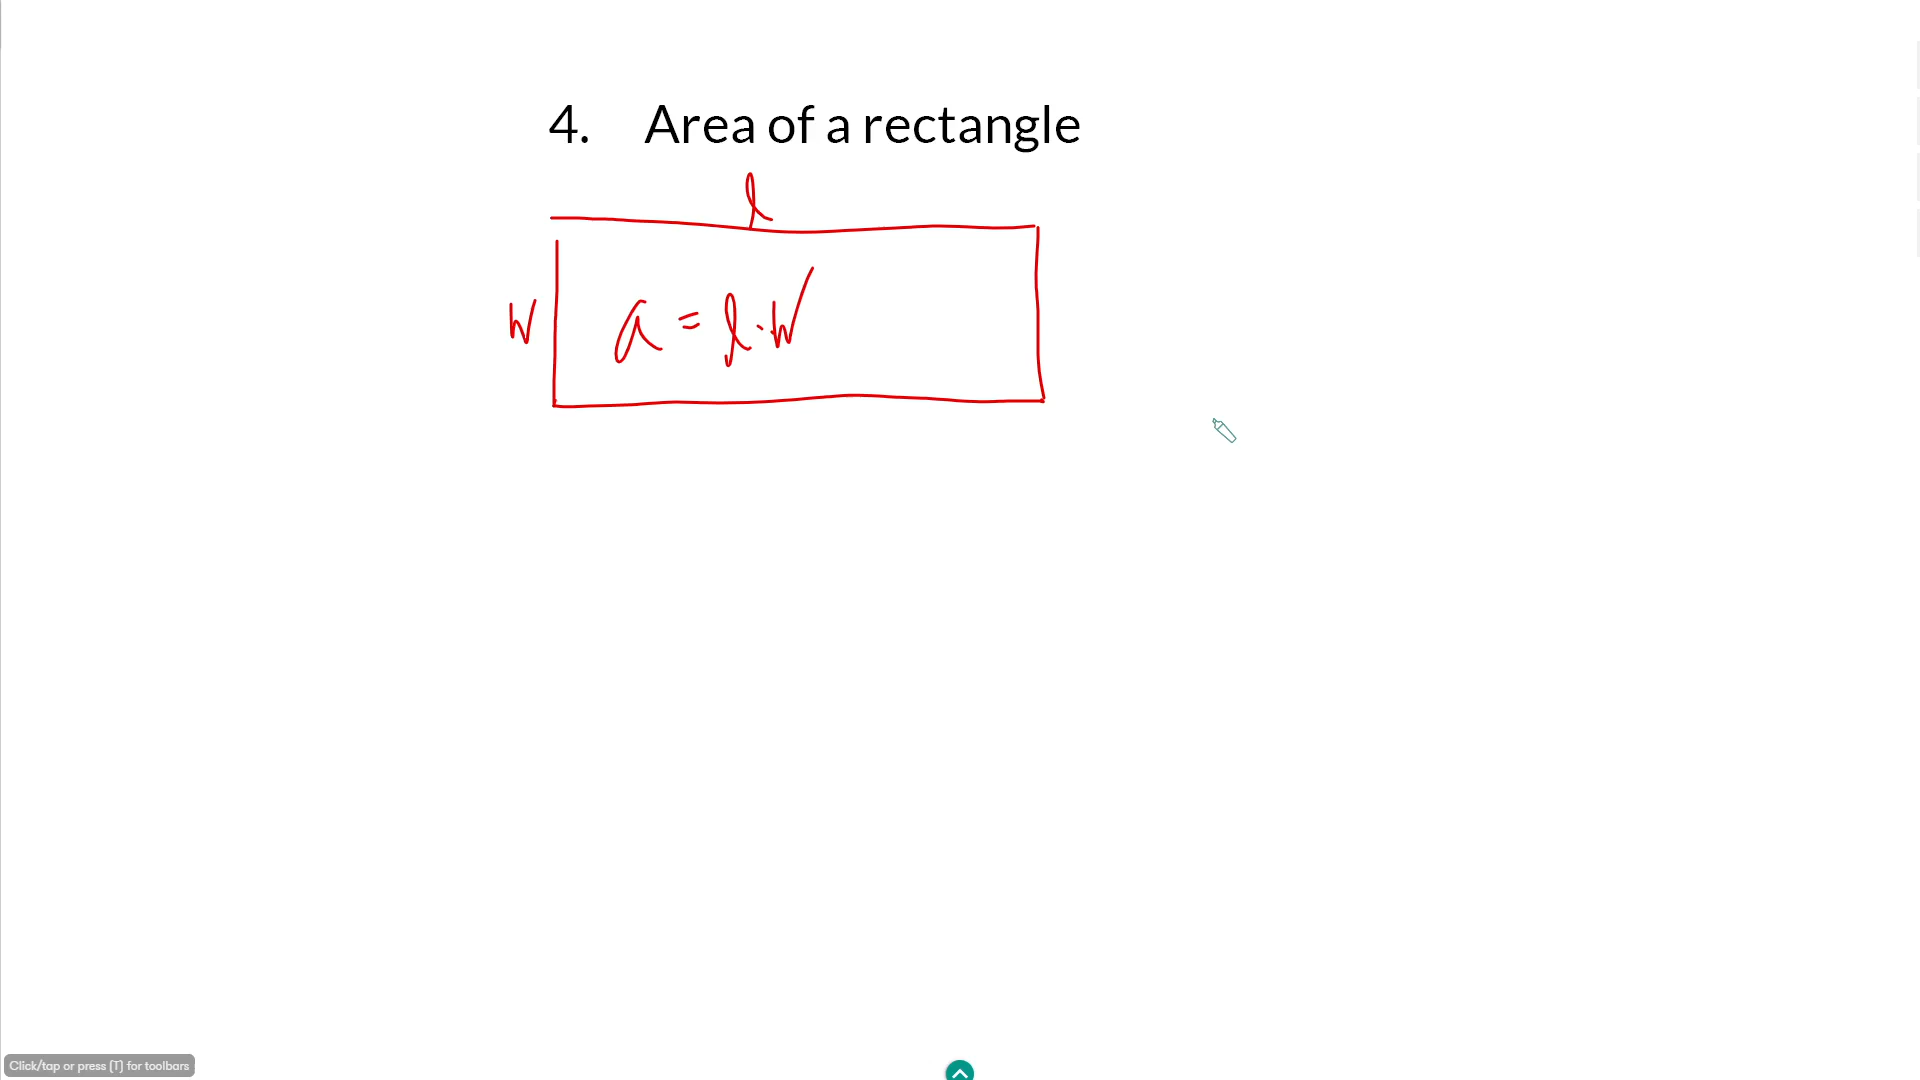 4. Area of a rectangle
l
W
a = l · W
Click/tap or press (T) for toolbars